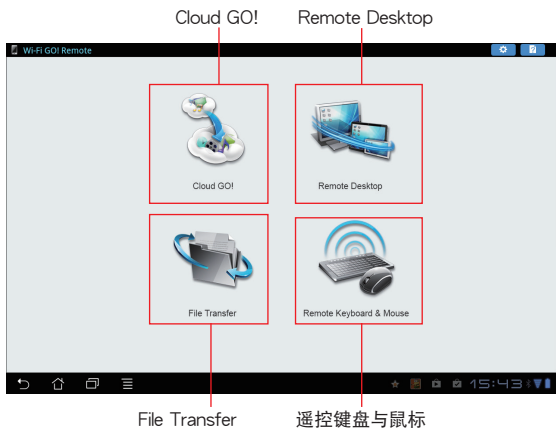 Cloud GO! Remote Desktop
Wi-Fi GO! Remote
Cloud GO! Remote Desktop
File Transfer Remote Keyboard & Mouse
15:43
File Transfer 遥控键盘与鼠标